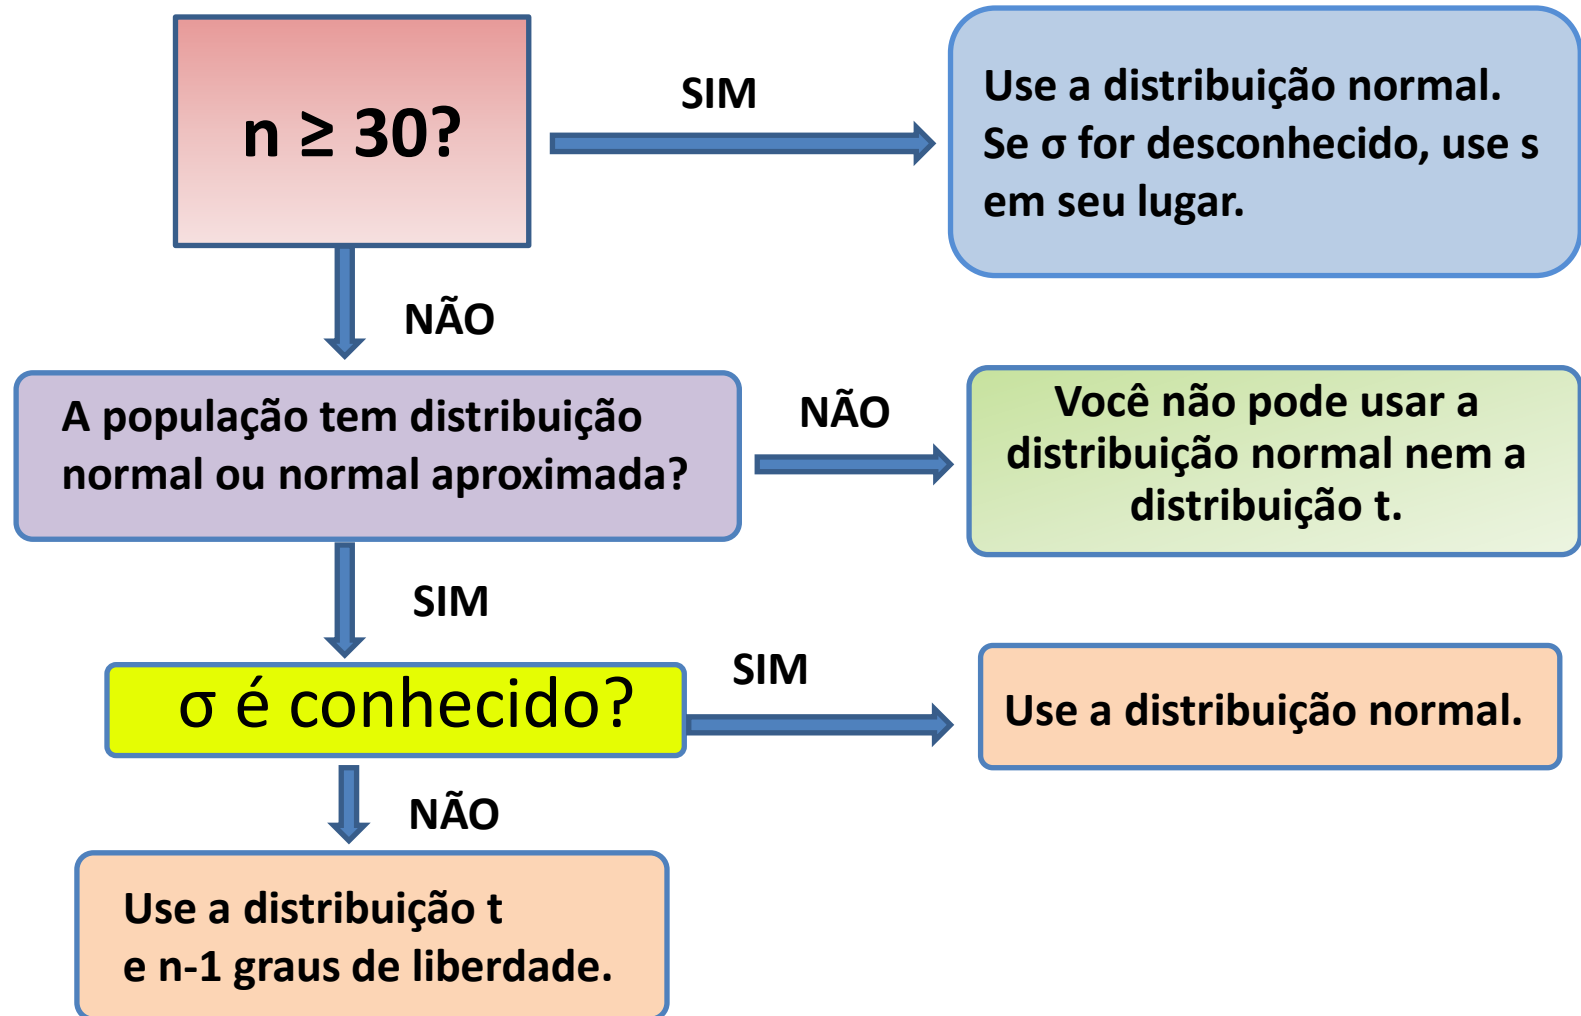 n ≥ 30?
SIM
Use a distribuição normal.
Se σ for desconhecido, use s
em seu lugar.
NÃO
A população tem distribuição
normal ou normal aproximada?
NÃO
Você não pode usar a
distribuição normal nem a
distribuição t.
SIM
σ é conhecido?
SIM
Use a distribuição normal.
NÃO
Use a distribuição t
e n-1 graus de liberdade.